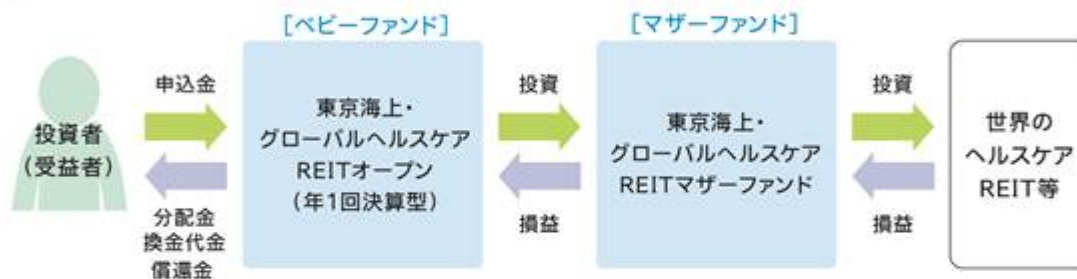 [ベビーファンド]
[マザーファンド]
投資者
(受益者)
申込金
分配金
換金代金
償還金
東京海上・
グローバルヘルスケア
REITオープン
(年1回決算型)
投資
損益
東京海上・
グローバルヘルスケア
REITマザーファンド
投資
損益
世界の
ヘルスケア
REIT等